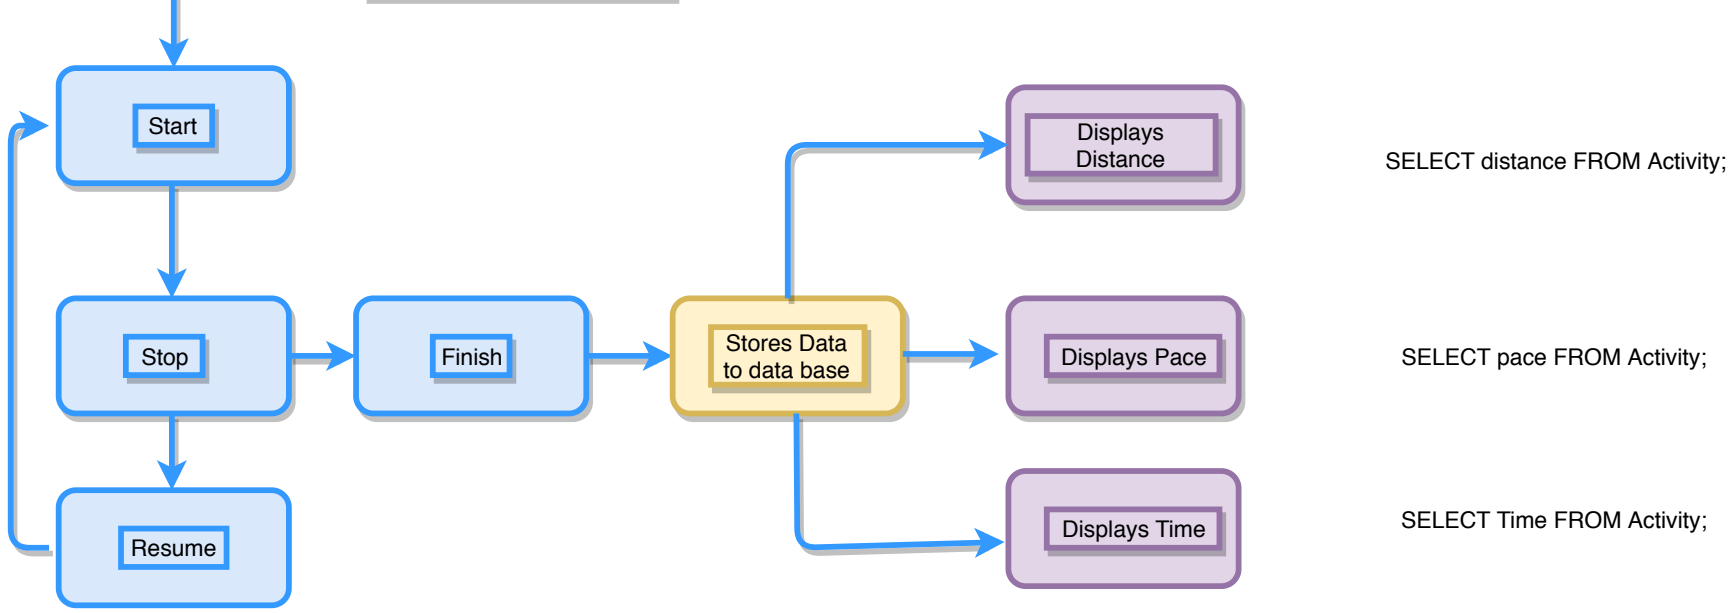 Start
Displays
Distance
SELECT distance FROM Activity;
Stop
Finish
Stores Data
to data base
Displays Pace
SELECT pace FROM Activity;
Resume
Displays Time
SELECT Time FROM Activity;